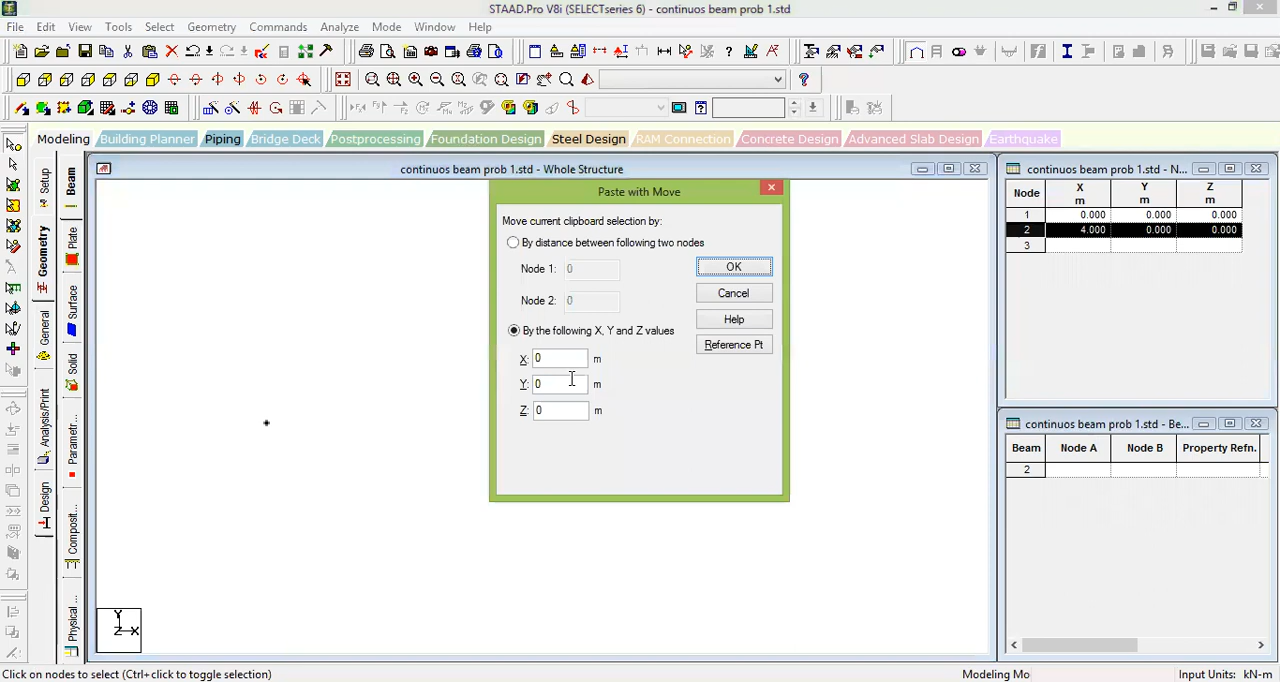 STAAD.Pro V8i (SELECTseries 6) - continuos beam prob 1.std
File Edit View Tools Select Geometry Commands Analyze Mode Window Help
Modeling Building Planner Piping Bridge Deck Postprocessing Foundation Design Steel Design RAM Connection Concrete Design Advanced Slab Design Earthquake
Setup
Geometry
General
Analysis/Print
Design
Beam
Plate
Surface
Solid
Parametr...
Composit...
Physical ...
continuos beam prob 1.std - Whole Structure
Paste with Move
Move current clipboard selection by:
By distance between following two nodes
Node 1: 0
Node 2: 0
By the following X, Y and Z values
X: 0 m
Y: 0 m
Z: 0 m
OK
Cancel
Help
Reference Pt
Y
Z X
continuos beam prob 1.std - N...
Node X m Y m Z m
1 0.000 0.000 0.000
2 4.000 0.000 0.000
3
continuos beam prob 1.std - Be...
Beam Node A Node B Property Refn.
2
Click on nodes to select (Ctrl+click to toggle selection)
Modeling Mo
Input Units: kN-m